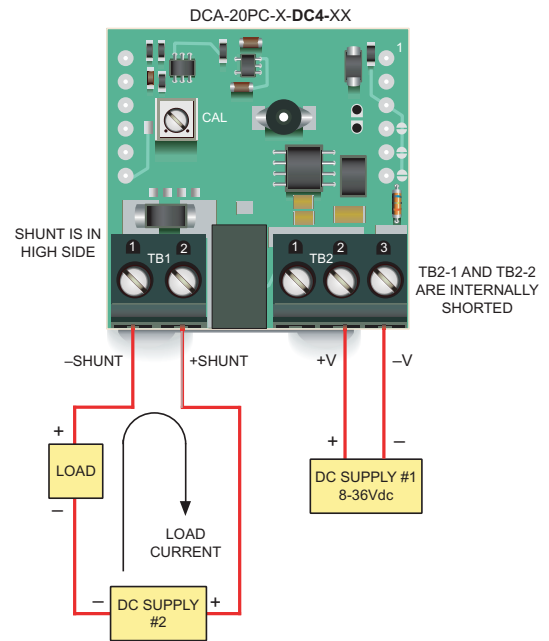 DCA-20PC-X-DC4-XX
1
CAL
SHUNT IS IN
HIGH SIDE
1 2
TB1
1 2 3
TB2
TB2-1 AND TB2-2
ARE INTERNALLY
SHORTED
–SHUNT
+SHUNT
+V
–V
+
LOAD
–
LOAD
CURRENT
– DC SUPPLY +
#2
+ –
DC SUPPLY #1
8-36Vdc